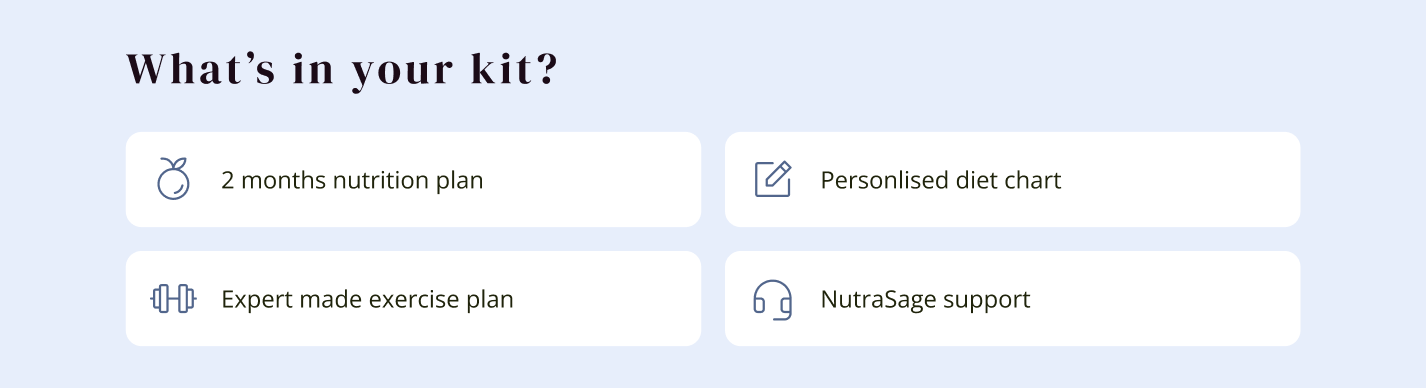 What’s in your kit?
2 months nutrition plan
Personlised diet chart
Expert made exercise plan
NutraSage support